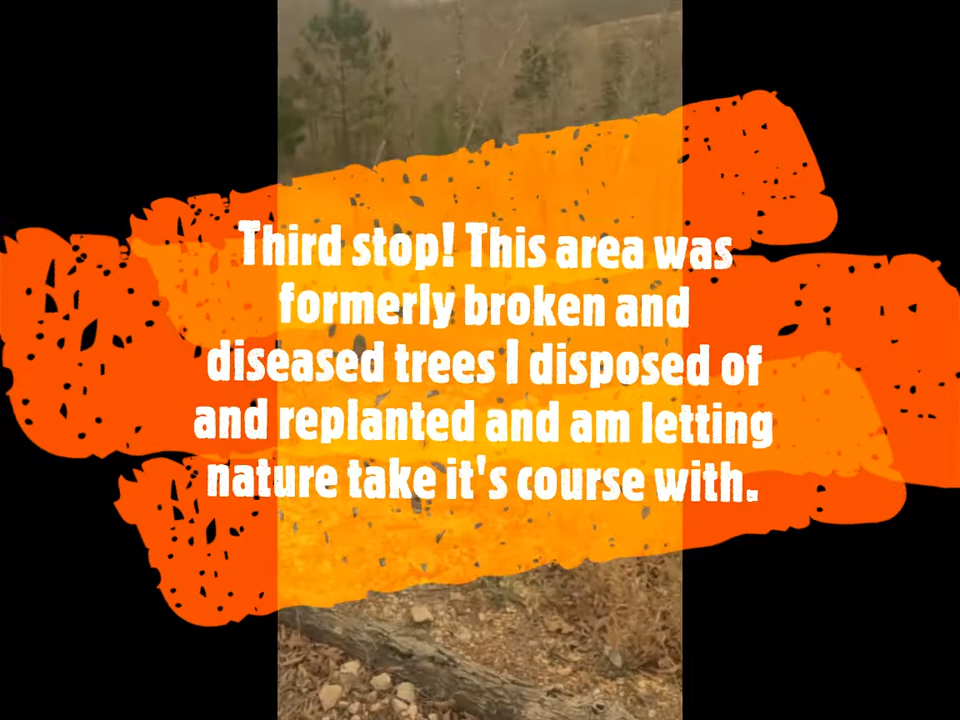 Third stop! This area was
formerly broken and
diseased trees I disposed of
and replanted and am letting
nature take it's course with.